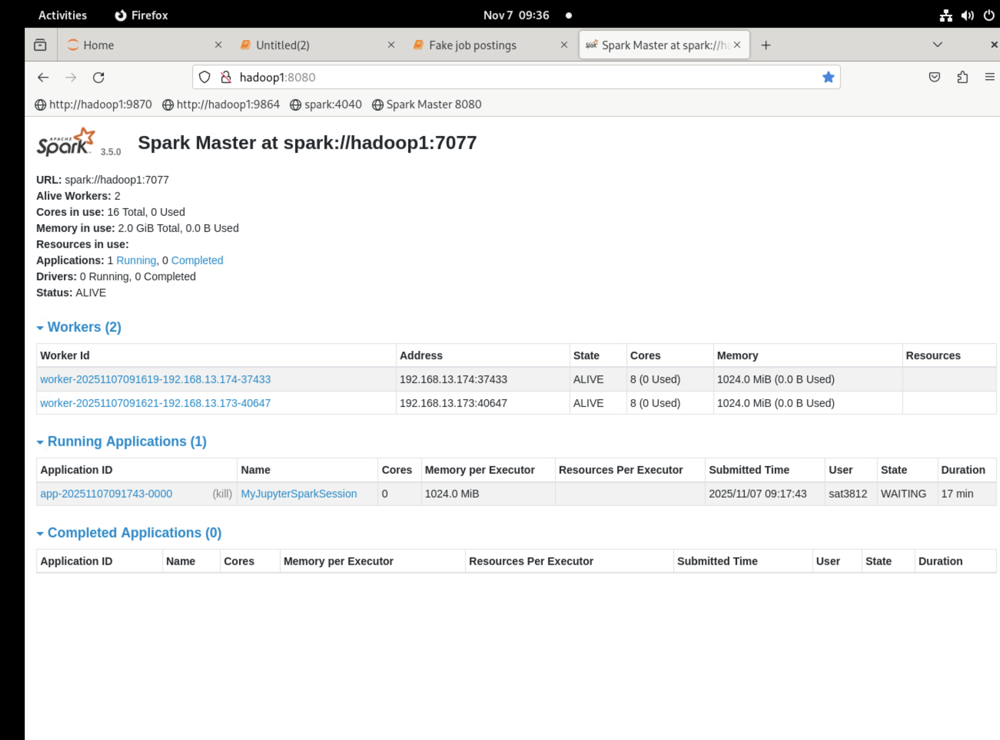 Activities Firefox Nov 7 09:36
Home Untitled(2) Fake job postings Spark Master at spark://ha
hadoop1:8080
http://hadoop1:9870 http://hadoop1:9864 spark:4040 Spark Master 8080
APACHE Spark 3.5.0 Spark Master at spark://hadoop1:7077
URL: spark://hadoop1:7077
Alive Workers: 2
Cores in use: 16 Total, 0 Used
Memory in use: 2.0 GiB Total, 0.0 B Used
Resources in use:
Applications: 1 Running, 0 Completed
Drivers: 0 Running, 0 Completed
Status: ALIVE
Workers (2)
Worker Id Address State Cores Memory Resources
worker-20251107091619-192.168.13.174-37433 192.168.13.174:37433 ALIVE 8 (0 Used) 1024.0 MiB (0.0 B Used)
worker-20251107091621-192.168.13.173-40647 192.168.13.173:40647 ALIVE 8 (0 Used) 1024.0 MiB (0.0 B Used)
Running Applications (1)
Application ID Name Cores Memory per Executor Resources Per Executor Submitted Time User State Duration
app-20251107091743-0000 (kill) MyJupyterSparkSession 0 1024.0 MiB 2025/11/07 09:17:43 sat3812 WAITING 17 min
Completed Applications (0)
Application ID Name Cores Memory per Executor Resources Per Executor Submitted Time User State Duration